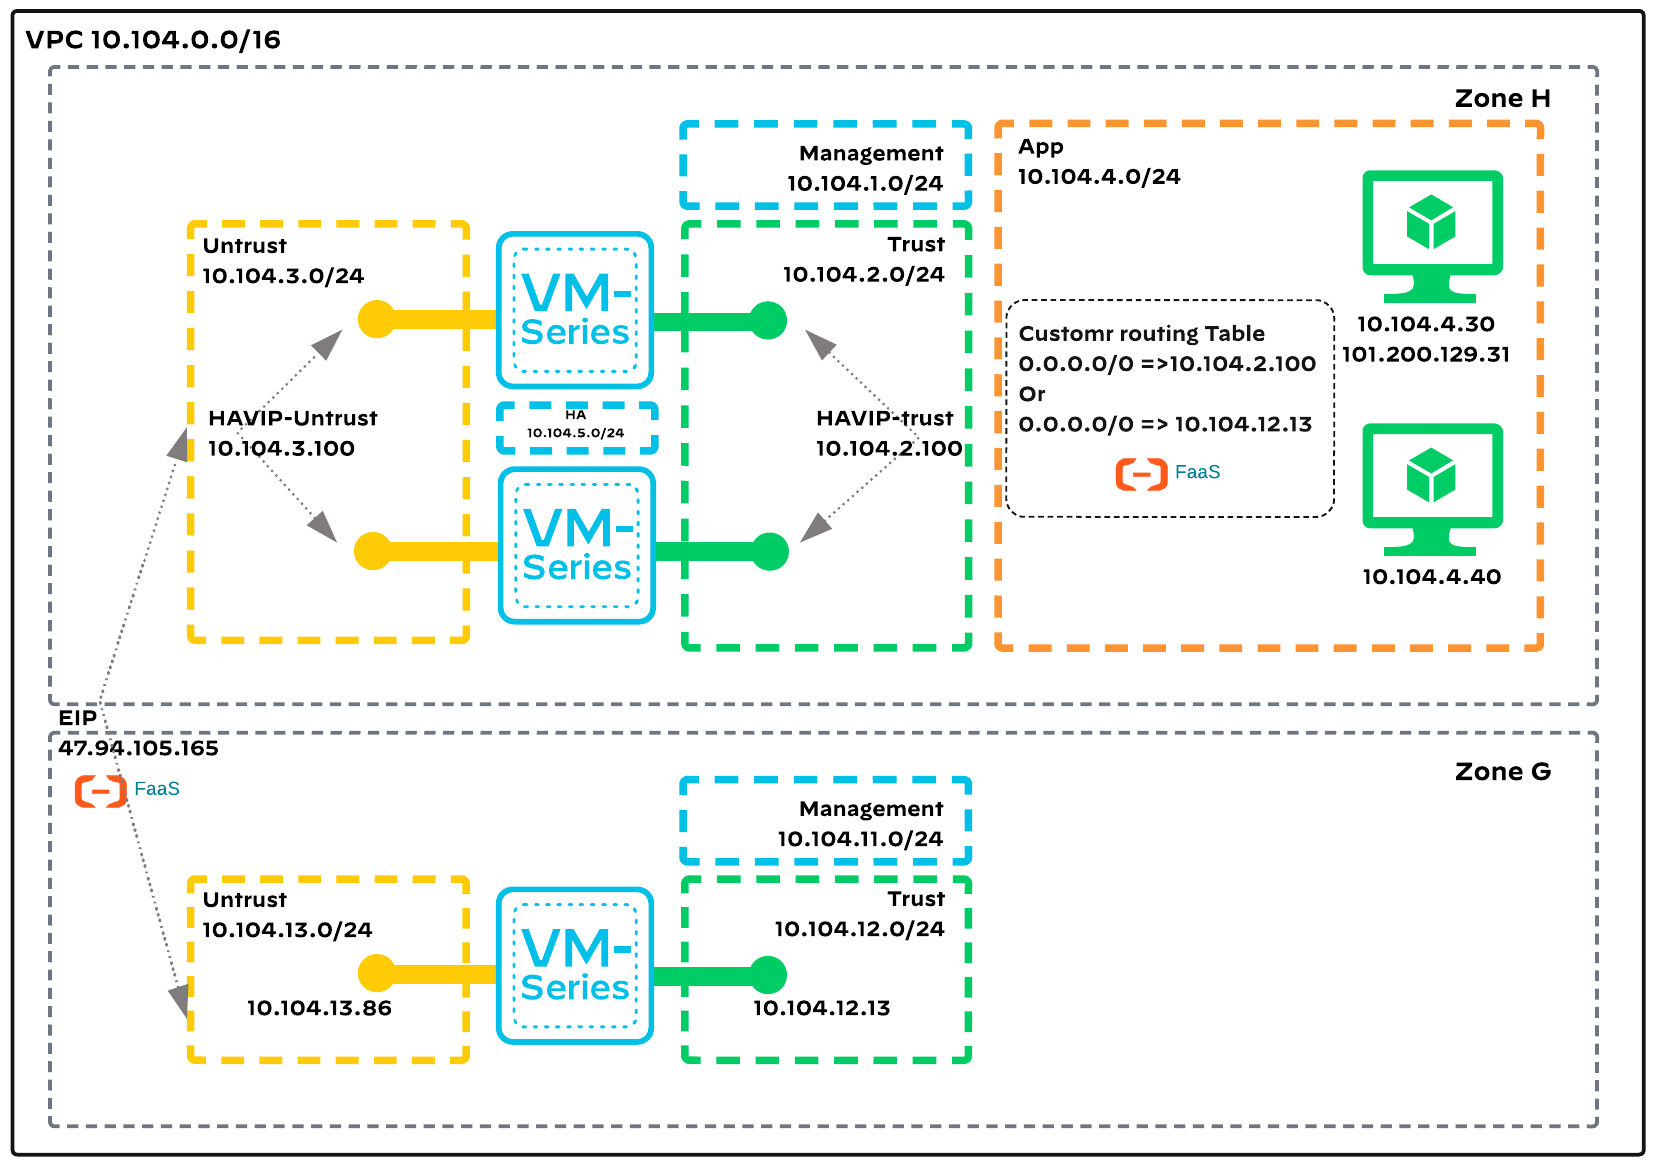 VPC 10.104.0.0/16
Zone H
Management
10.104.1.0/24
App
10.104.4.0/24
Untrust
10.104.3.0/24
VM-
Series
Trust
10.104.2.0/24
10.104.4.30
101.200.129.31
Customr routing Table
0.0.0.0/0 =>10.104.2.100
Or
0.0.0.0/0 => 10.104.12.13
FaaS
HAVIP-Untrust
10.104.3.100
HA
10.104.5.0/24
HAVIP-trust
10.104.2.100
VM-
Series
10.104.4.40
EIP
47.94.105.165
FaaS
Zone G
Management
10.104.11.0/24
Untrust
10.104.13.0/24
10.104.13.86
VM-
Series
Trust
10.104.12.0/24
10.104.12.13